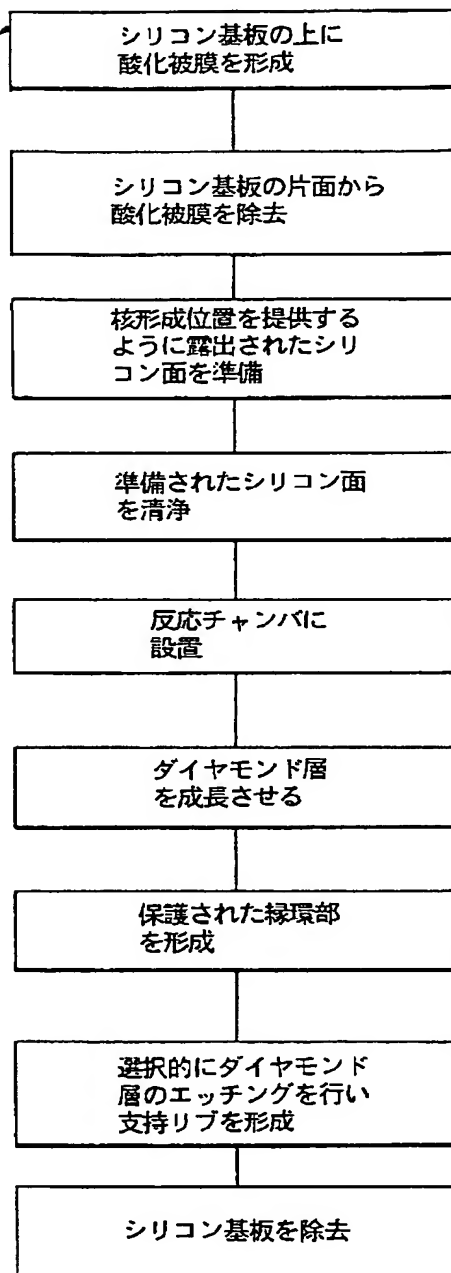 シリコン基板の上に
酸化被膜を形成
シリコン基板の片面から
酸化被膜を除去
核形成位置を提供する
ように露出されたシリ
コン面を準備
準備されたシリコン面
を清浄
反応チャンバに
設置
ダイヤモンド層
を成長させる
保護された縁環部
を形成
選択的にダイヤモンド
層のエッチングを行い
支持リブを形成
シリコン基板を除去